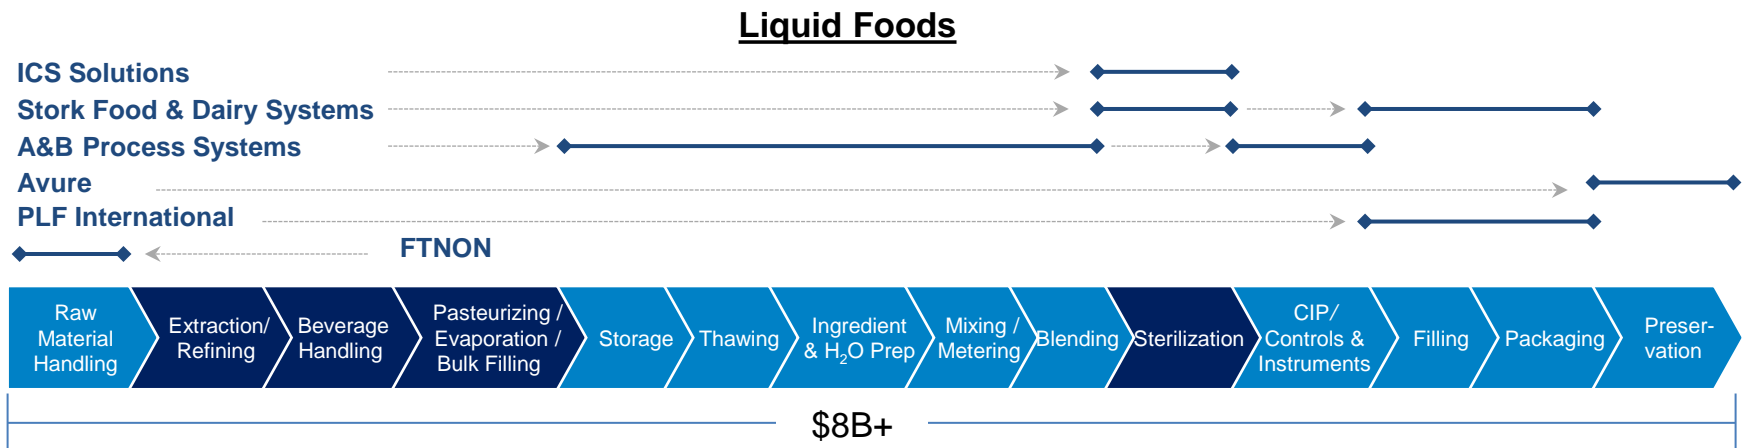 Liquid Foods
ICS Solutions
Stork Food & Dairy Systems
A&B Process Systems
Avure
PLF International
FTNON
Raw
Material
Handling
Extraction/
Refining
Beverage
Handling
Pasteurizing /
Evaporation /
Bulk Filling
Storage
Thawing
Ingredient
& H₂O Prep
Mixing /
Metering
Blending
Sterilization
CIP/
Controls &
Instruments
Filling
Packaging
Preser-
vation
$8B+